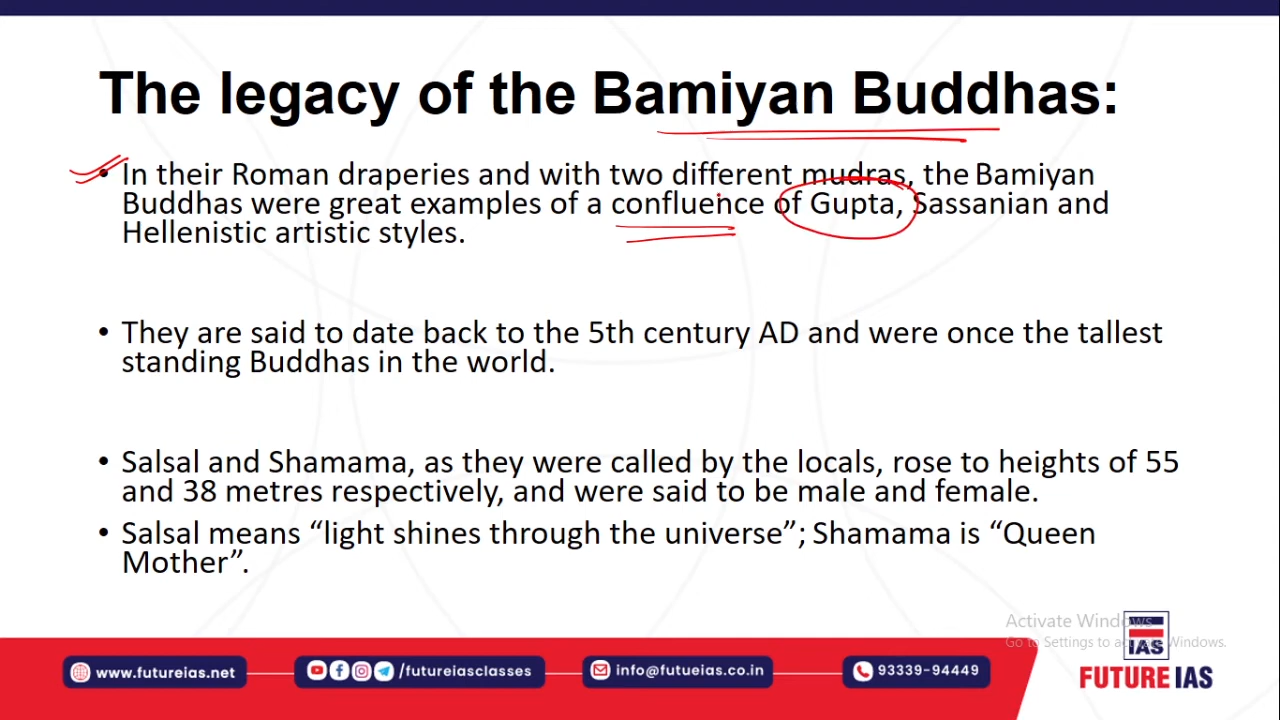 The legacy of the Bamiyan Buddhas:
• In their Roman draperies and with two different mudras, the Bamiyan
Buddhas were great examples of a confluence of Gupta, Sassanian and
Hellenistic artistic styles.
• They are said to date back to the 5th century AD and were once the tallest
standing Buddhas in the world.
• Salsal and Shamama, as they were called by the locals, rose to heights of 55
and 38 metres respectively, and were said to be male and female.
• Salsal means “light shines through the universe”; Shamama is “Queen
Mother”.
Activate Windows
Go to Settings to activate Windows.
IAS
FUTURE IAS
www.futureias.net
/futureiasclasses
info@futueias.co.in
93339-94449